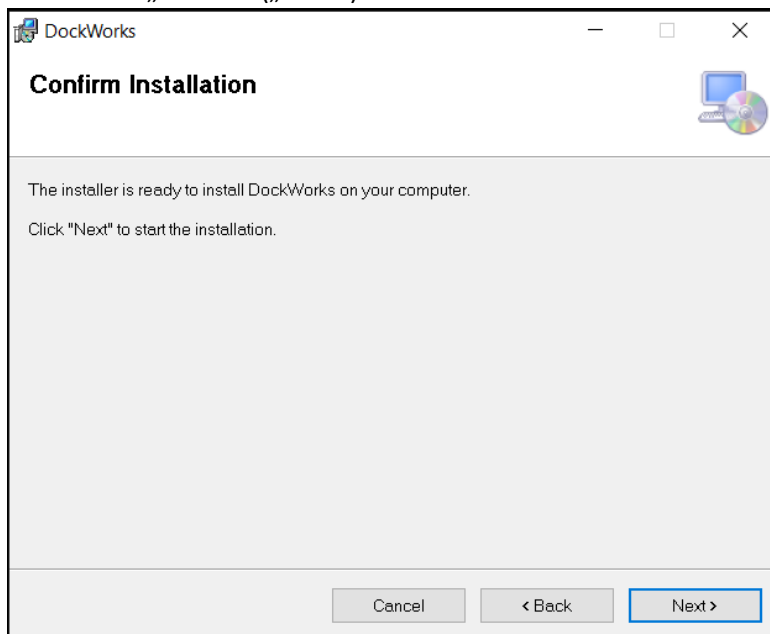 DockWorks
Confirm Installation
The installer is ready to install DockWorks on your computer.
Click "Next" to start the installation.
Cancel
< Back
Next >